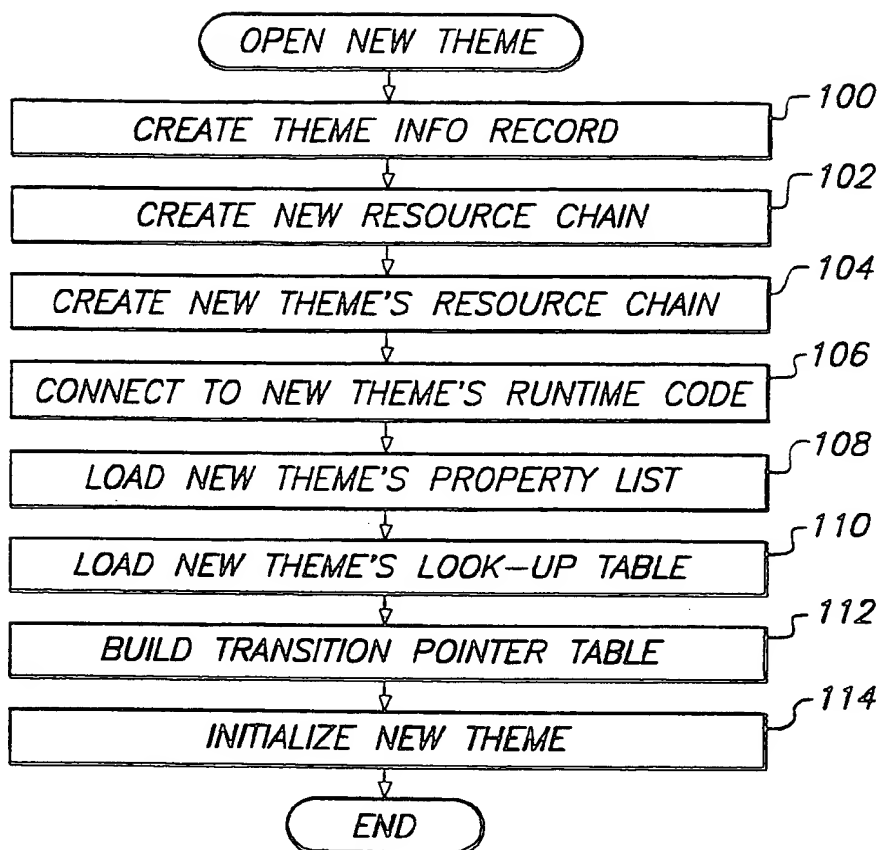 OPEN NEW THEME
100
CREATE THEME INFO RECORD
102
CREATE NEW RESOURCE CHAIN
104
CREATE NEW THEME'S RESOURCE CHAIN
106
CONNECT TO NEW THEME'S RUNTIME CODE
108
LOAD NEW THEME'S PROPERTY LIST
110
LOAD NEW THEME'S LOOK-UP TABLE
112
BUILD TRANSITION POINTER TABLE
114
INITIALIZE NEW THEME
END